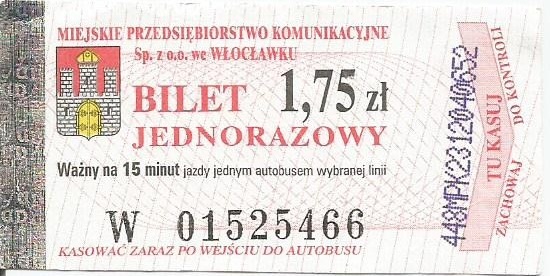 MIEJSKIE PRZEDSIĘBIORSTWO KOMUNIKACYJNE
Sp. z o.o. we WŁOCŁAWKU
BILET 1,75 zł
JEDNORAZOWY
Ważny na 15 minut jazdy jednym autobusem wybranej linii
W 01525466
KASOWAĆ ZARAZ PO WEJŚCIU DO AUTOBUSU
448MPK2312040652
TU KASUJ
ZACHOWAJ DO KONTROLI